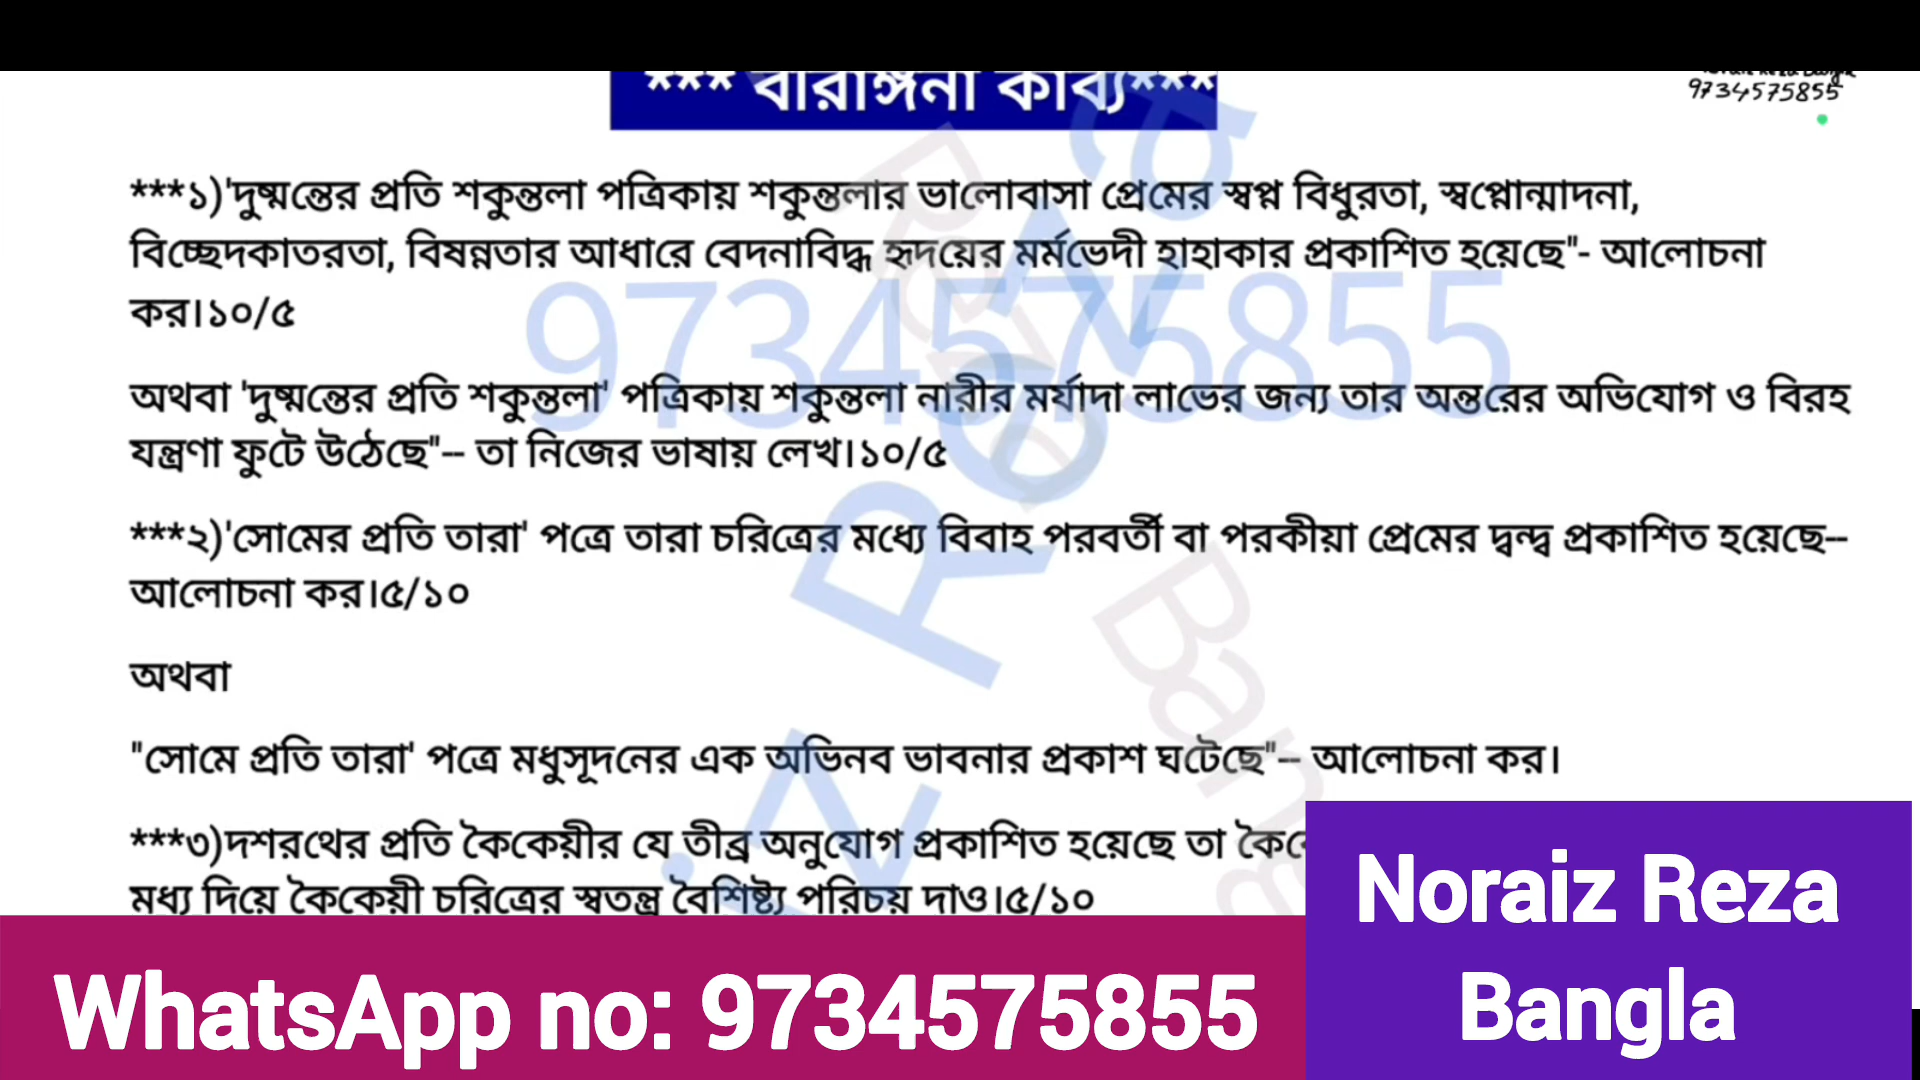 *** বীরাঙ্গনা কাব্য***
9734575855
***১)'দুষ্মন্তের প্রতি শকুন্তলা পত্রিকায় শকুন্তলার ভালোবাসা প্রেমের স্বপ্ন বিধুরতা, স্বপ্নোন্মাদনা,
বিচ্ছেদকাতরতা, বিষন্নতার আধারে বেদনাবিদ্ধ হৃদয়ের মর্মভেদী হাহাকার প্রকাশিত হয়েছে"- আলোচনা
কর।১০/৫
9734575855
অথবা 'দুষ্মন্তের প্রতি শকুন্তলা' পত্রিকায় শকুন্তলা নারীর মর্যাদা লাভের জন্য তার অন্তরের অভিযোগ ও বিরহ
যন্ত্রণা ফুটে উঠেছে"-- তা নিজের ভাষায় লেখ।১০/৫
***২)'সোমের প্রতি তারা' পত্রে তারা চরিত্রের মধ্যে বিবাহ পরবর্তী বা পরকীয়া প্রেমের দ্বন্দ্ব প্রকাশিত হয়েছে--
আলোচনা কর।৫/১০
অথবা
"সোমে প্রতি তারা' পত্রে মধুসূদনের এক অভিনব ভাবনার প্রকাশ ঘটেছে"-- আলোচনা কর।
***৩)দশরথের প্রতি কৈকেয়ীর যে তীব্র অনুযোগ প্রকাশিত হয়েছে তা
মধ্য দিয়ে কৈকেয়ী চরিত্রের স্বতন্ত্র বৈশিষ্ট্য পরিচয় দাও।৫/১০
Noraiz Reza
Bangla
WhatsApp no: 9734575855